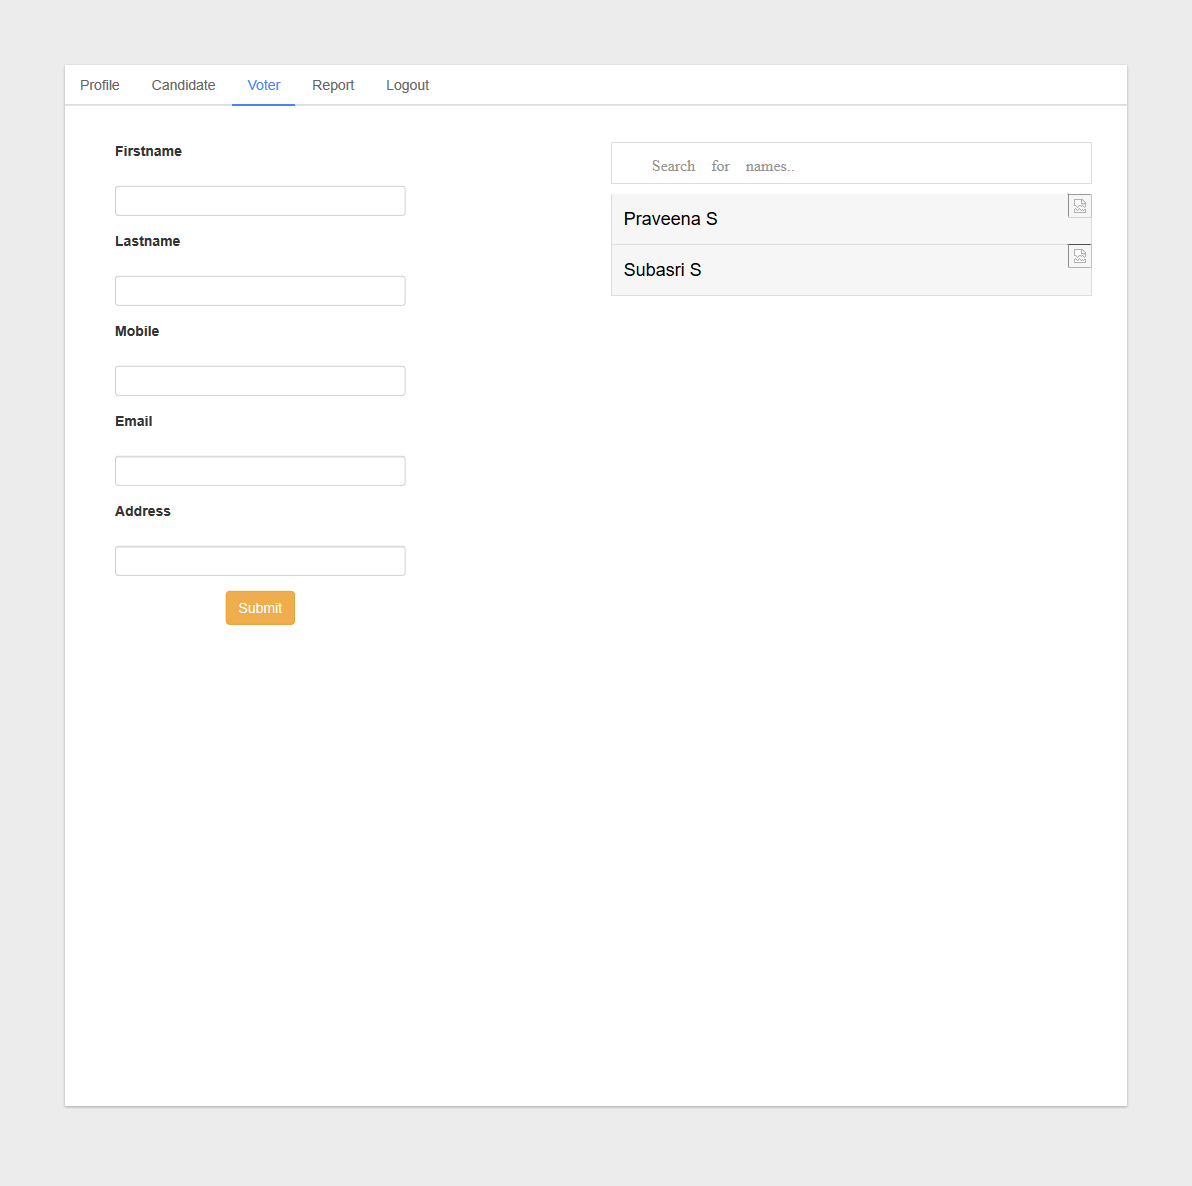 Profile Candidate Voter Report Logout
Firstname
Lastname
Mobile
Email
Address
Submit
Search for names..
Praveena S
Subasri S